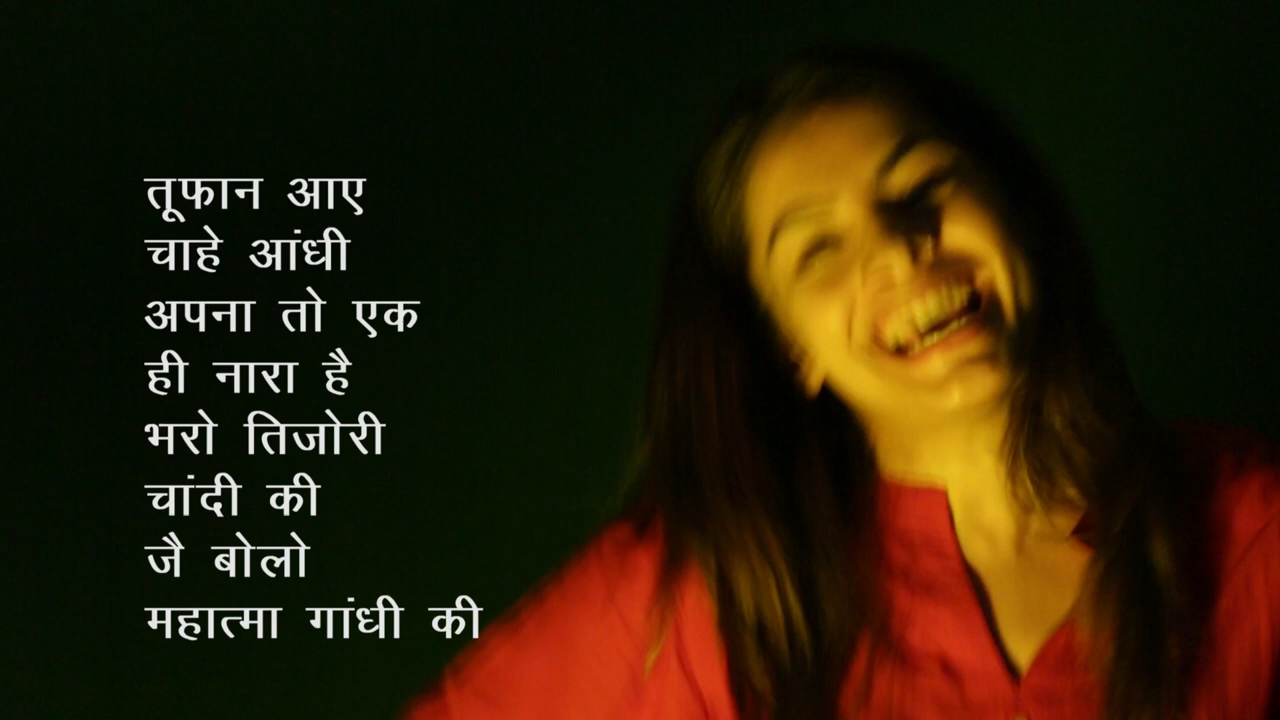 तूफान आए
चाहे आंधी
अपना तो एक
ही नारा है
भरो तिजोरी
चांदी की
जै बोलो
महात्मा गांधी की